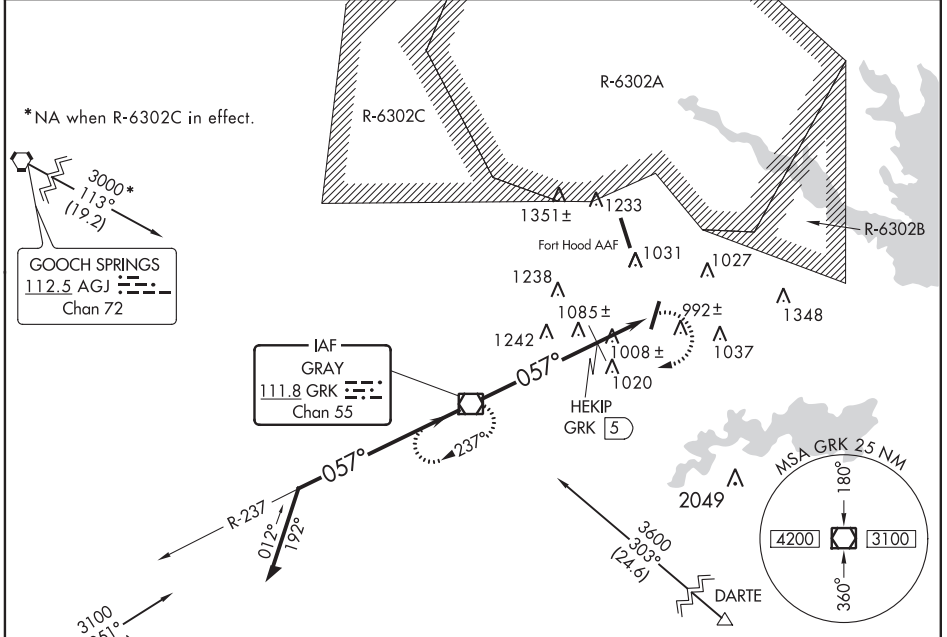 R-6302A
R-6302C
*NA when R-6302C in effect.
3000*
113°
(19.2)
1351±
1233
R-6302B
Fort Hood AAF
1031
1027
GOOCH SPRINGS
112.5 AGJ
Chan 72
1238
1348
1085±
992±
1242
1008±
1037
IAF
GRAY
111.8 GRK
Chan 55
057°
1020
HEKIP
GRK 5
237°
057°
MSA GRK 25 NM
180°
2049
R-237
012°
192°
4200
3100
3600
303°
(24.6)
360°
DARTE
3100